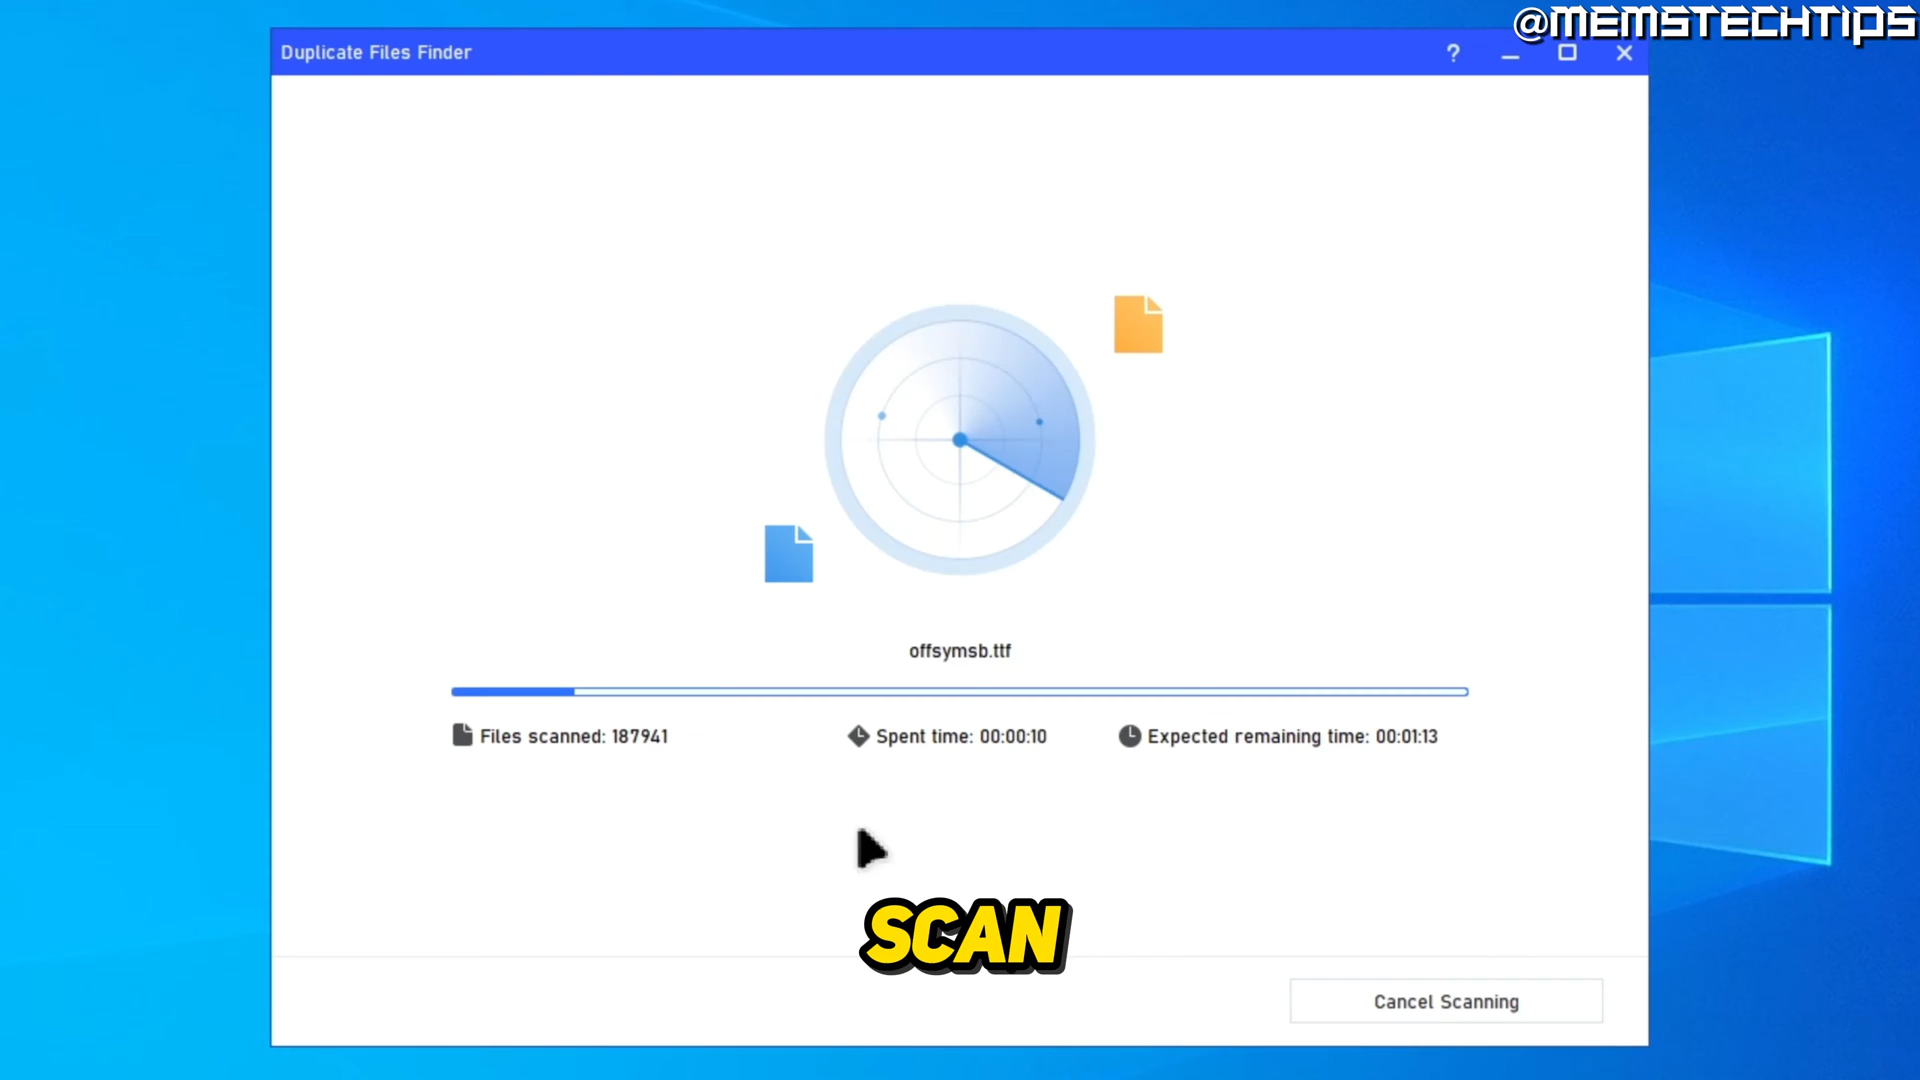 @MEMSTECHTIPS
Duplicate Files Finder
?
offsymsb.ttf
Files scanned: 187941
Spent time: 00:00:10
Expected remaining time: 00:01:13
SCAN
Cancel Scanning